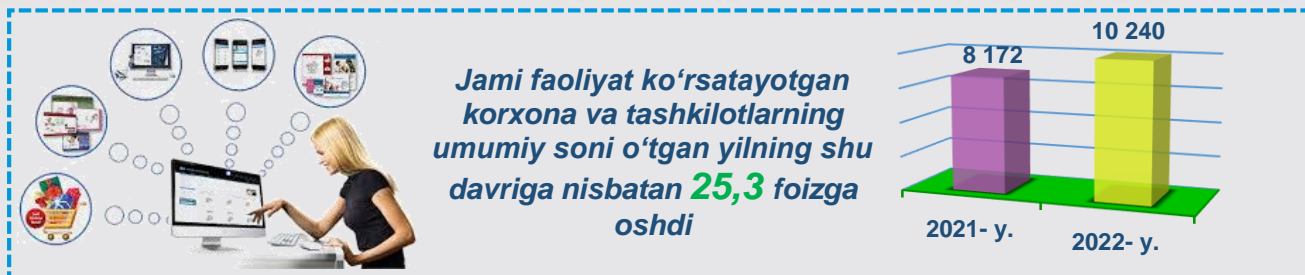 Jami faoliyat ko‘rsatayotgan
korxona va tashkilotlarning
umumiy soni o‘tgan yilning shu
davriga nisbatan 25,3 foizga
oshdi
8 172
10 240
2021- y.
2022- y.